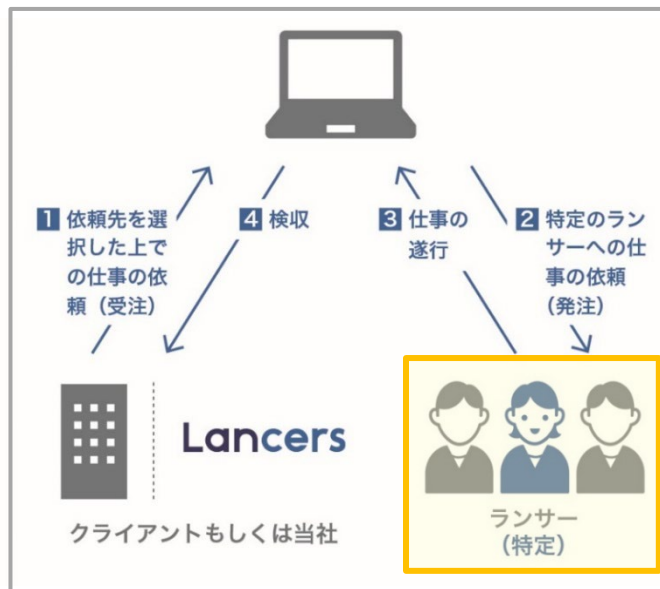 1 依頼先を選
択した上で
の仕事の依
頼（受注）
4 検収
3 仕事の
遂行
2 特定のラン
サーへの仕
事の依頼
（発注）
Lancers
クライアントもしくは当社
ランサー
（特定）